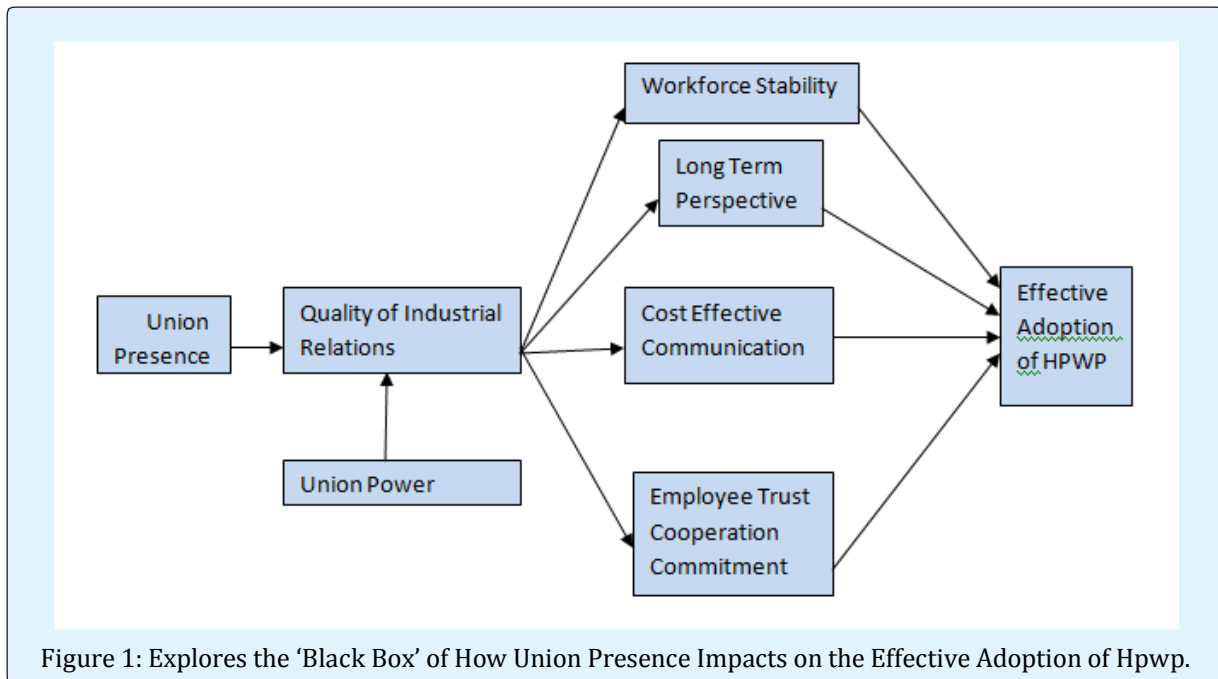 Workforce Stability
Long Term
Perspective
Union
Presence
Quality of Industrial
Relations
Cost Effective
Communication
Effective
Adoption
of HPWP
Union Power
Employee Trust
Cooperation
Commitment
Figure 1: Explores the ‘Black Box’ of How Union Presence Impacts on the Effective Adoption of Hpwp.